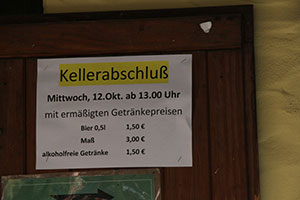 Kellerabschluß
Mittwoch, 12.Okt. ab 13.00 Uhr
mit ermäßigten Getränkepreisen
Bier 0,5l 1,50 €
Maß 3,00 €
alkoholfreie Getränke 1,50 €